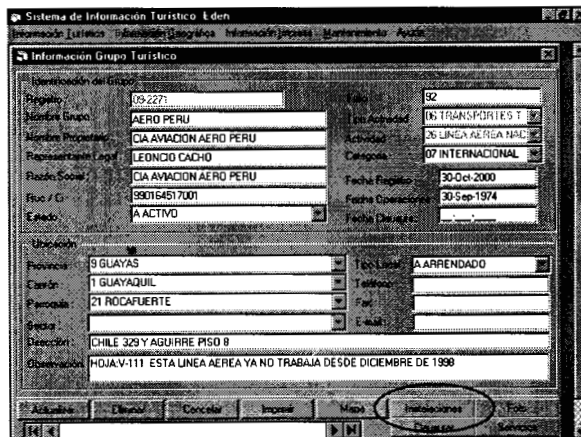 Sistema de Información Turístico Eden
Información Turístico Información Geográfica Información Impresa Mantenimiento Ayuda
Información Grupo Turístico
Identificación del Grupo
Registro : 09-2271
Folio : 92
Nombre Grupo : AERO PERU
Tipo Actividad : 06 TRANSPORTES T
Nombre Propietario : CIA AVIACION AERO PERU
Actividad : 26 LINEA AEREA NAC
Representante Legal : LEONCIO CACHO
Categoría : 07 INTERNACIONAL
Razón Social : CIA AVIACION AERO PERU
Fecha Registro : 30-Oct-2000
Ruc / Ci : 990164517001
Fecha Operaciones : 30-Sep-1974
Estado : A ACTIVO
Fecha Clausura : __-___-____
Ubicación
Provincia : 9 GUAYAS
Tipo Local : A ARRENDADO
Cantón : 1 GUAYAQUIL
Teléfono :
Parroquia : 21 ROCAFUERTE
Fax :
Sector :
E-mail :
Dirección : CHILE 329 Y AGUIRRE PISO 8
Observación : HOJA:V-111 ESTA LINEA AEREA YA NO TRABAJA DESDE DICIEMBRE DE 1998
Actualizar Eliminar Cancelar Imprimir Mapa Instalaciones Foto
Clausurar Servicios